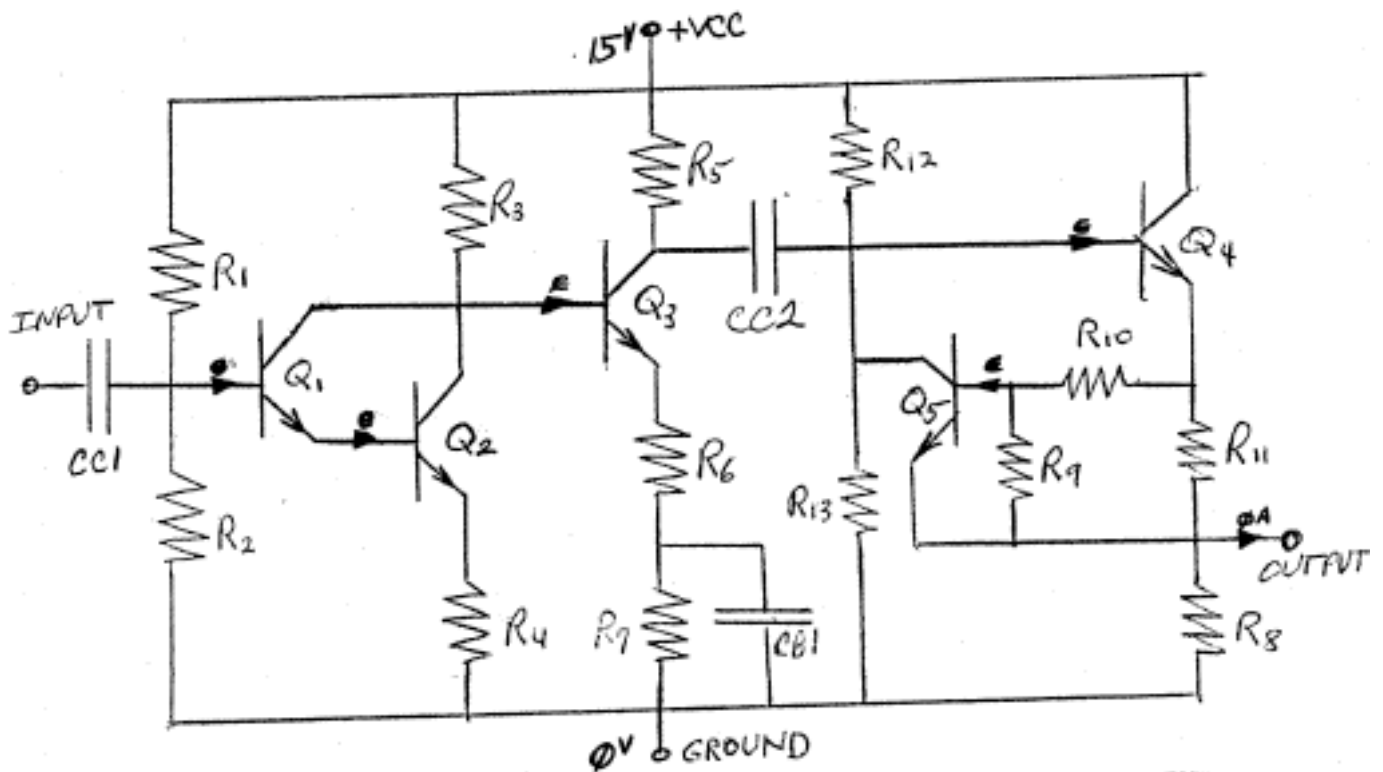 15V +VCC
R12
R5
R3
Q4
R1
Q3
CC2
INPUT
R10
Q1
Q5
Q2
CC1
R6
R9
R11
R13
R2
ØA
OUTPUT
R4
R7
CB1
R8
ØV GROUND